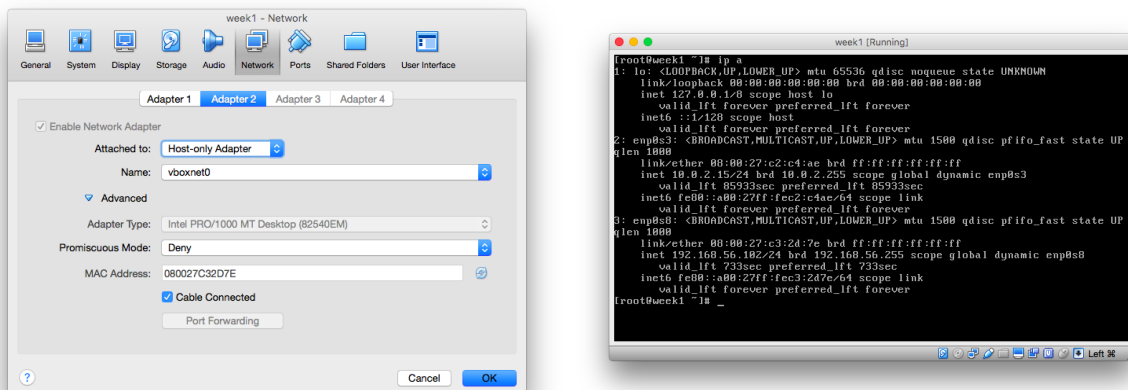 week1 - Network
General System Display Storage Audio Network Ports Shared Folders User Interface
Adapter 1 Adapter 2 Adapter 3 Adapter 4
Enable Network Adapter
Attached to: Host-only Adapter
Name: vboxnet0
Advanced
Adapter Type: Intel PRO/1000 MT Desktop (82540EM)
Promiscuous Mode: Deny
MAC Address: 080027C32D7E
Cable Connected
Port Forwarding
? Cancel OK
week1 [Running]
[root@week1 ~]# ip a
1: lo: <LOOPBACK,UP,LOWER_UP> mtu 65536 qdisc noqueue state UNKNOWN
link/loopback 00:00:00:00:00:00 brd 00:00:00:00:00:00
inet 127.0.0.1/8 scope host lo
valid_lft forever preferred_lft forever
inet6 ::1/128 scope host
valid_lft forever preferred_lft forever
2: enp0s3: <BROADCAST,MULTICAST,UP,LOWER_UP> mtu 1500 qdisc pfifo_fast state UP
qlen 1000
link/ether 08:00:27:c2:c4:ae brd ff:ff:ff:ff:ff:ff
inet 10.0.2.15/24 brd 10.0.2.255 scope global dynamic enp0s3
valid_lft 85933sec preferred_lft 85933sec
inet6 fe80::a00:27ff:fec2:c4ae/64 scope link
valid_lft forever preferred_lft forever
3: enp0s8: <BROADCAST,MULTICAST,UP,LOWER_UP> mtu 1500 qdisc pfifo_fast state UP
qlen 1000
link/ether 08:00:27:c3:2d:7e brd ff:ff:ff:ff:ff:ff
inet 192.168.56.102/24 brd 192.168.56.255 scope global dynamic enp0s8
valid_lft 733sec preferred_lft 733sec
inet6 fe80::a00:27ff:fec3:2d7e/64 scope link
valid_lft forever preferred_lft forever
[root@week1 ~]# _
Left ⌘